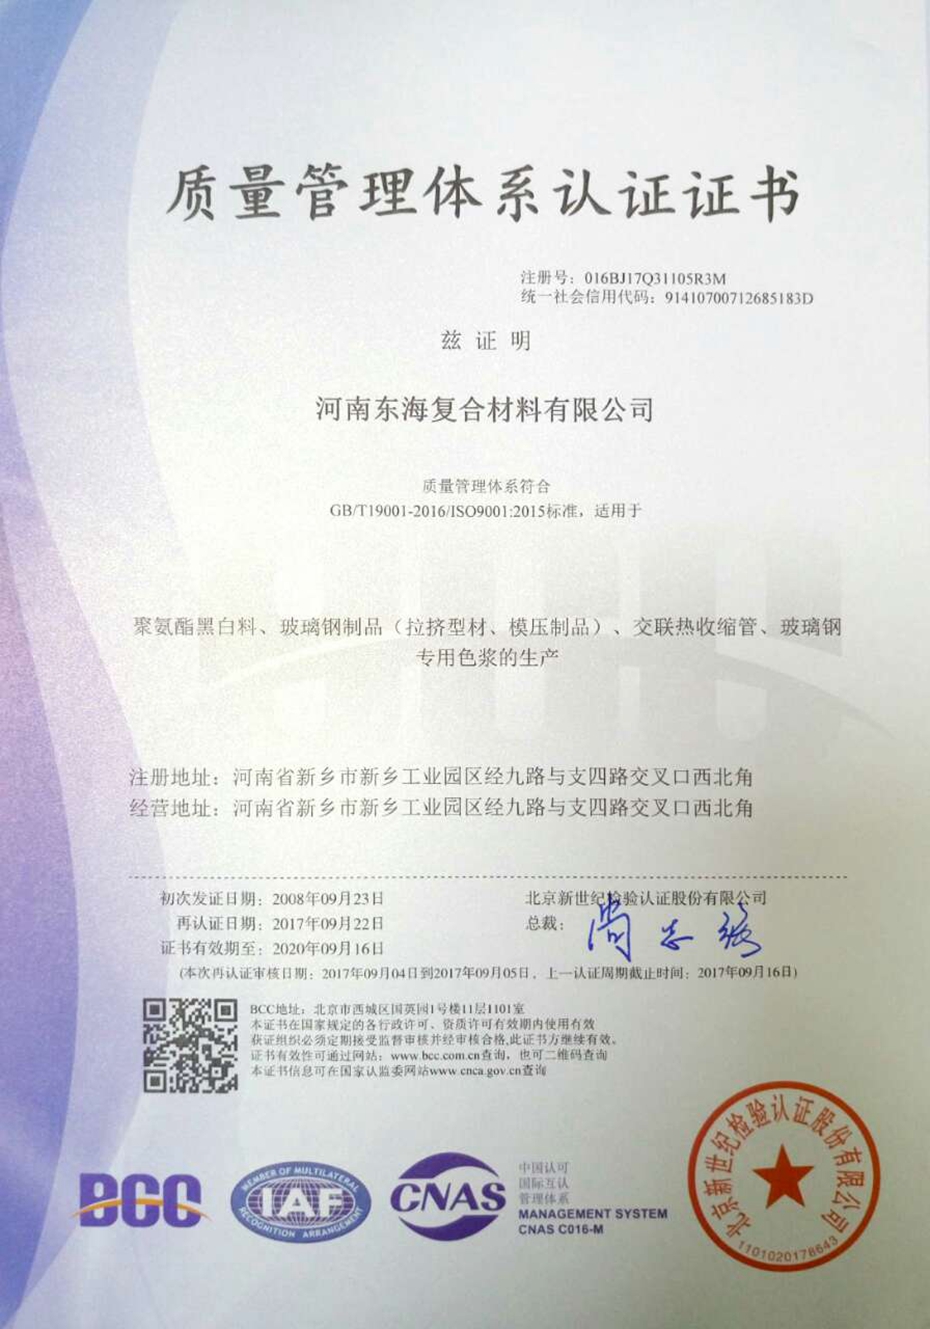 质量管理体系认证证书
注册号：016BJ17Q31105R3M
统一社会信用代码：91410700712685183D
兹 证 明
河南东海复合材料有限公司
质量管理体系符合
GB/T19001-2016/ISO9001:2015标准，适用于
聚氨酯黑白料、玻璃钢制品（拉挤型材、模压制品）、交联热收缩管、玻璃钢
专用色浆的生产
注册地址：河南省新乡市新乡工业园区经九路与支四路交叉口西北角
经营地址：河南省新乡市新乡工业园区经九路与支四路交叉口西北角
初次发证日期：2008年09月23日
再认证日期：2017年09月22日
证书有效期至：2020年09月16日
北京新世纪检验认证股份有限公司
总裁：
(本次再认证审核日期：2017年09月04日到2017年09月05日，上一认证周期截止时间：2017年09月16日)
BCC地址：北京市西城区国英园1号楼11层1101室
本证书在国家规定的各行政许可、资质许可有效期内使用有效
获证组织必须定期接受监督审核并经审核合格,此证书方继续有效。
证书有效性可通过网站：www.bcc.com.cn查询，也可二维码查询
本证书信息可在国家认监委网站www.cnca.gov.cn查询
BCC
MEMBER OF MULTILATERAL
IAF
RECOGNITION ARRANGEMENT
CNAS
中国认可
国际互认
管理体系
MANAGEMENT SYSTEM
CNAS C016-M
北京新世纪检验认证股份有限公司
1101020178643